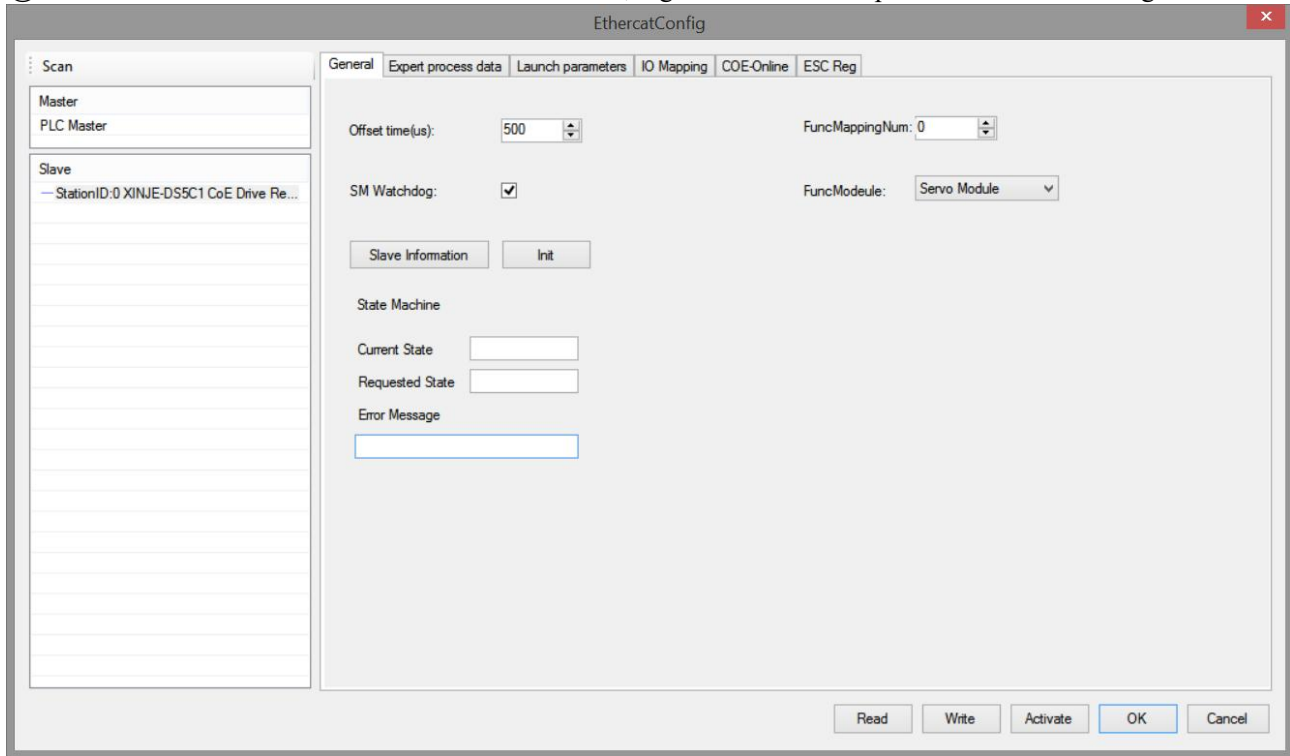 EthercatConfig
Scan
Master
PLC Master
Slave
StationID:0 XINJE-DS5C1 CoE Drive Re...
General Expert process data Launch parameters IO Mapping COE-Online ESC Reg
Offset time(us): 500 FuncMappingNum: 0
SM Watchdog: FuncModeule: Servo Module
Slave Information Init
State Machine
Current State
Requested State
Error Message
Read Write Activate OK Cancel